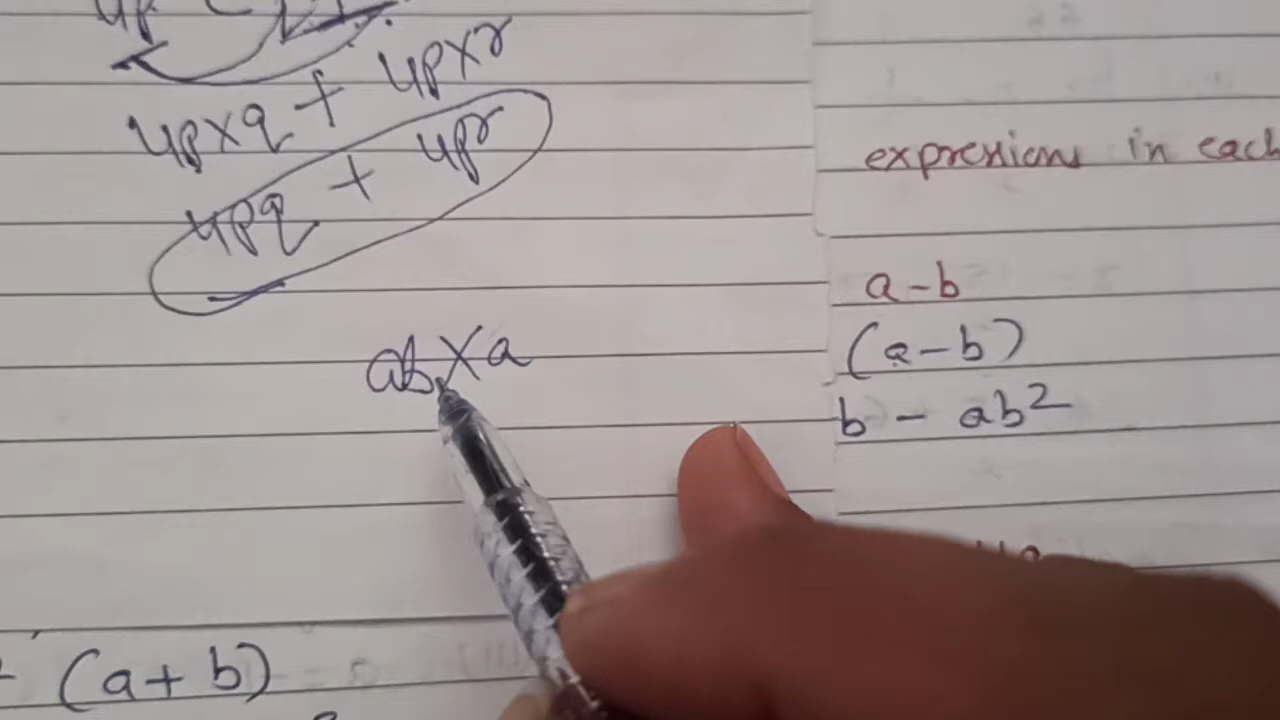 4p×q + 4p×r
4pq + 4pr
ab×a
(a+b)
expressions in each
a-b
(a-b)
b - ab²